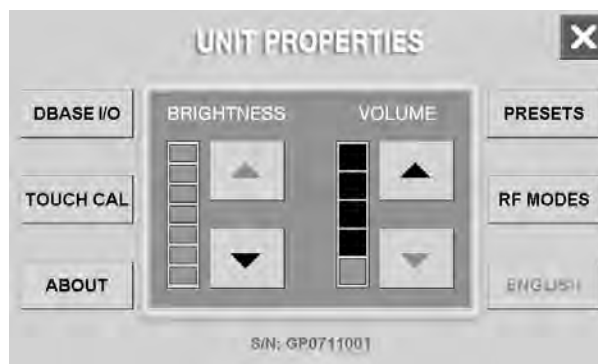 UNIT PROPERTIES
DBASE I/O
BRIGHTNESS
VOLUME
PRESETS
TOUCH CAL
RF MODES
ABOUT
ENGLISH
S/N: GP0711001